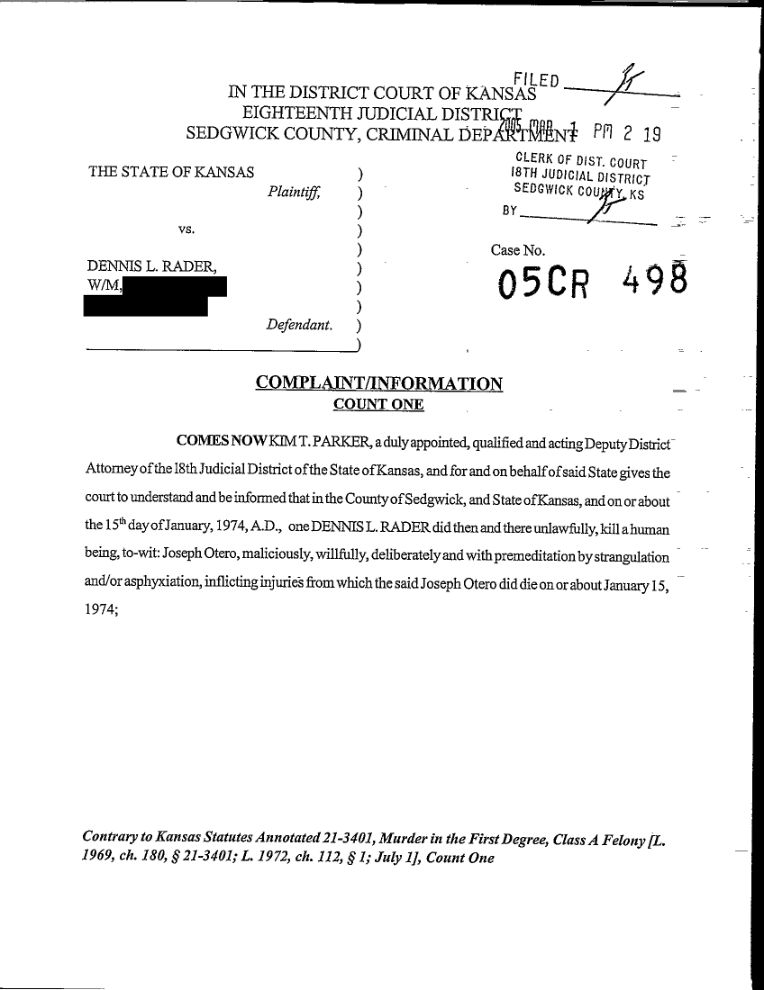 FILED
IN THE DISTRICT COURT OF KANSAS
EIGHTEENTH JUDICIAL DISTRICT
SEDGWICK COUNTY, CRIMINAL DEPARTMENT
2005 MAR 1 PM 2 19
CLERK OF DIST. COURT
18TH JUDICIAL DISTRICT
SEDGWICK COUNTY, KS
BY
THE STATE OF KANSAS )
Plaintiff, )
)
vs. )
)
DENNIS L. RADER, )
W/M, )
)
Defendant. )
)
Case No.
05CR 498
COMPLAINT/INFORMATION
COUNT ONE
COMES NOW KIM T. PARKER, a duly appointed, qualified and acting Deputy District
Attorney of the 18th Judicial District of the State of Kansas, and for and on behalf of said State gives the
court to understand and be informed that in the County of Sedgwick, and State of Kansas, and on or about
the 15th day of January, 1974, A.D., one DENNIS L. RADER did then and there unlawfully, kill a human
being, to-wit: Joseph Otero, maliciously, willfully, deliberately and with premeditation by strangulation
and/or asphyxiation, inflicting injuries from which the said Joseph Otero did die on or about January 15,
1974;
Contrary to Kansas Statutes Annotated 21-3401, Murder in the First Degree, Class A Felony [L.
1969, ch. 180, § 21-3401; L. 1972, ch. 112, § 1; July 1], Count One